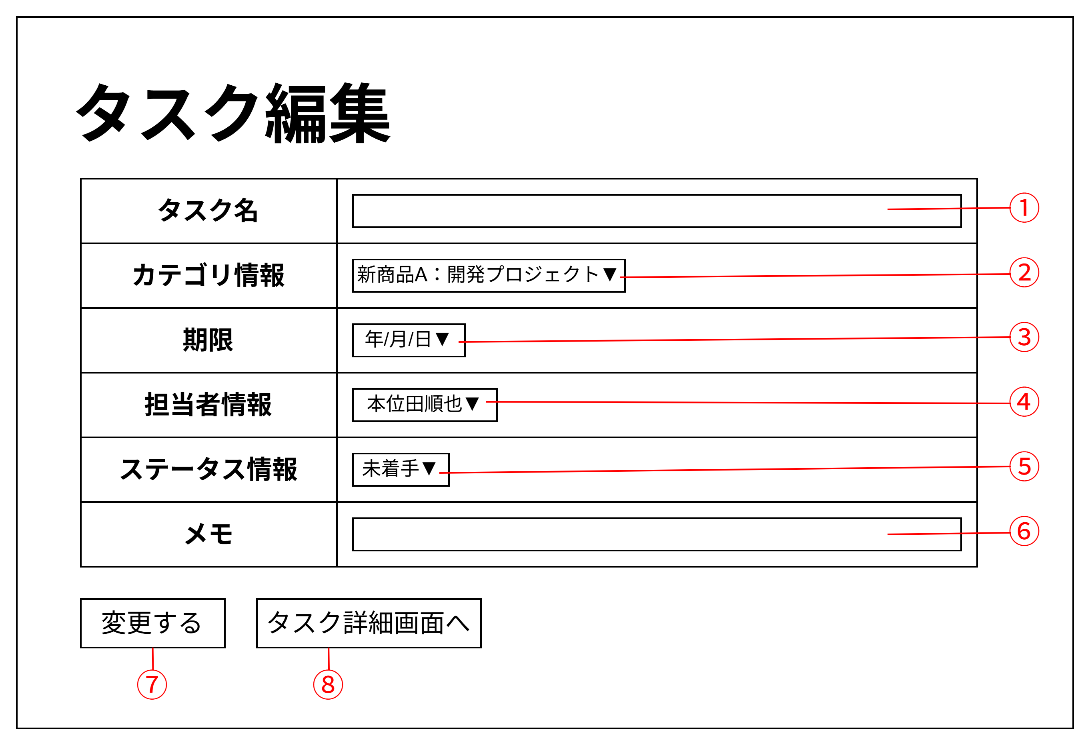 タスク編集
タスク名
①
カテゴリ情報
新商品A：開発プロジェクト▼
②
期限
年/月/日▼
③
担当者情報
本位田順也▼
④
ステータス情報
未着手▼
⑤
メモ
⑥
変更する
タスク詳細画面へ
⑦
⑧